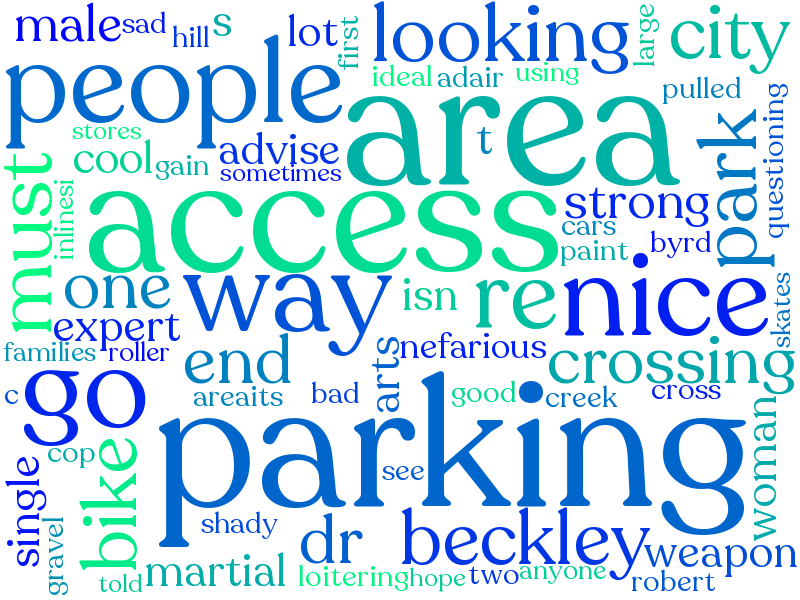 male
sad
hill
s
lot
first
looking
large
city
people
ideal
adair
using
pulled
area
t
stores
cool
gain
advise
sometimes
park
questioning
must
inlinesi
access
strong
cars
paint
byrd
one
way
isn
re
nice
skates
expert
families
roller
end
arts
nefarious
crossing
c
go
areaits
bad
good
creek
cross
parking
cop
bike
see
woman
single
gravel
shady
dr
beckley
weapon
told
martial
loitering
hope
two
anyone
robert